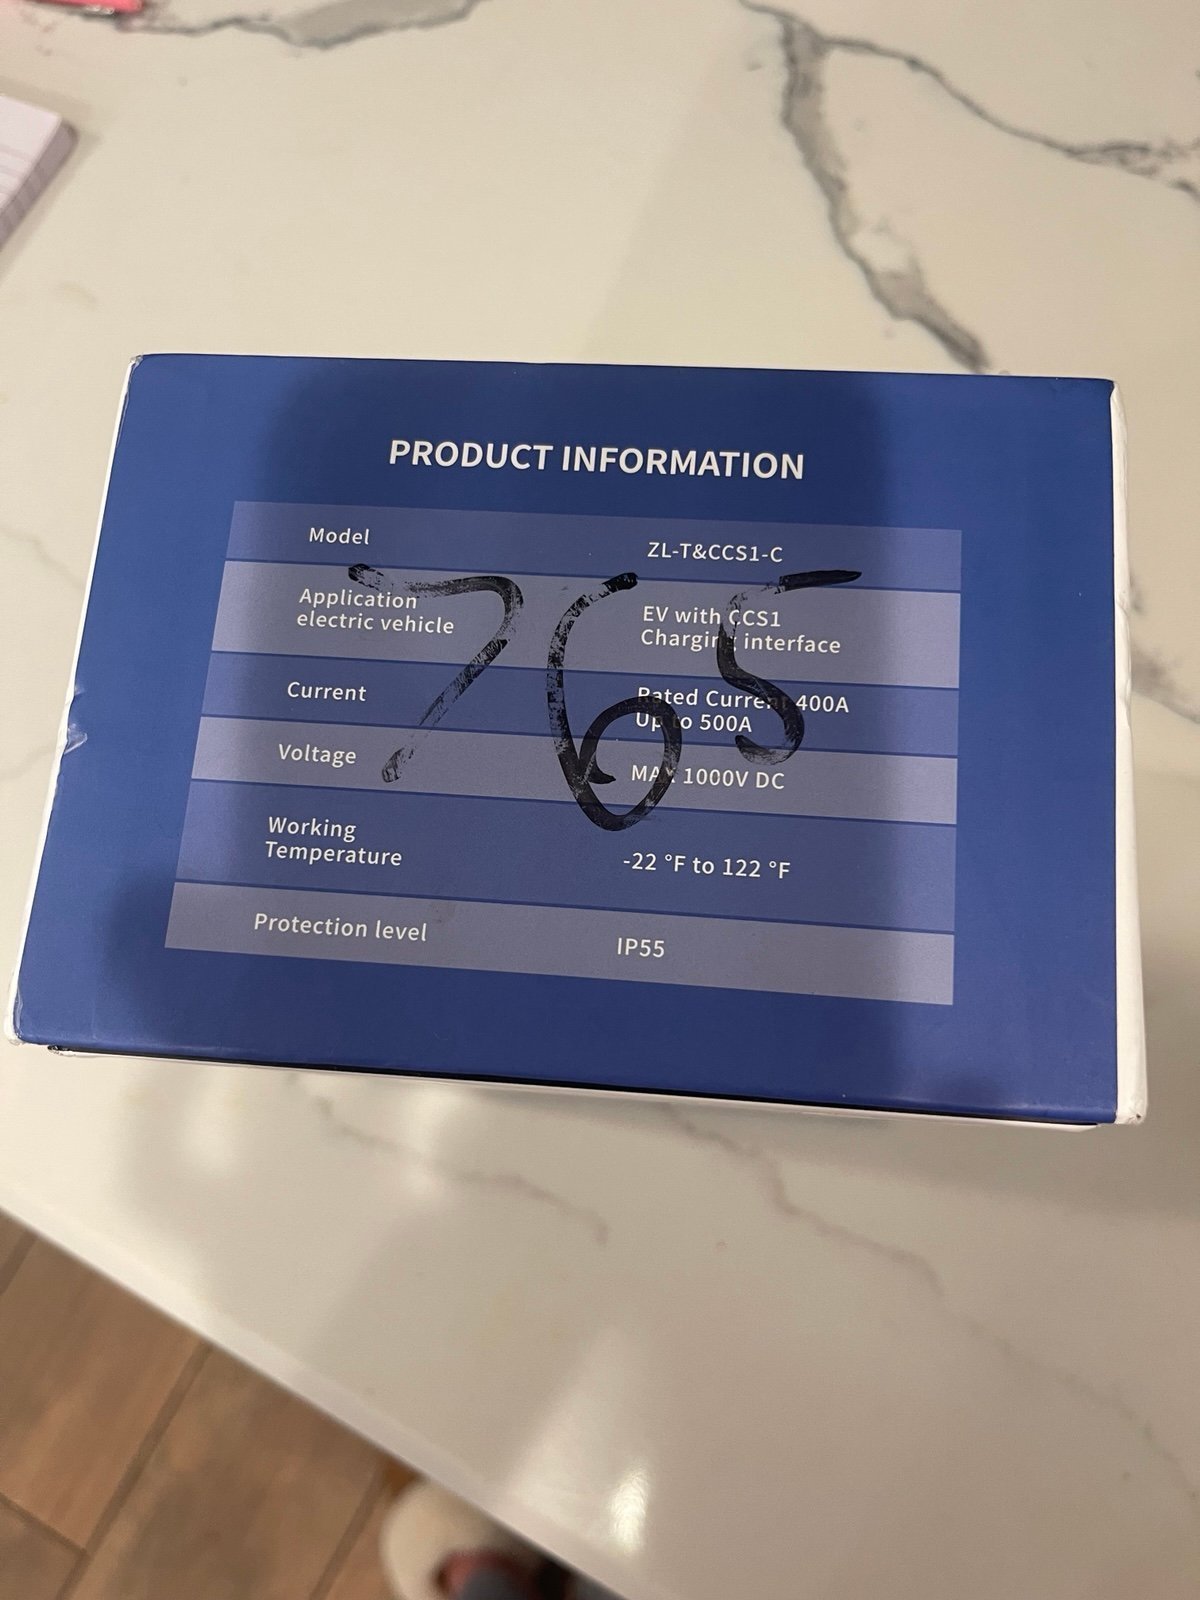 PRODUCT INFORMATION
Model ZL-T&CCS1-C
Application
electric vehicle
EV with CCS1
Charging interface
Current
Rated Current 400A
Up to 500A
Voltage MAX 1000V DC
Working
Temperature
-22 °F to 122 °F
Protection level IP55
765